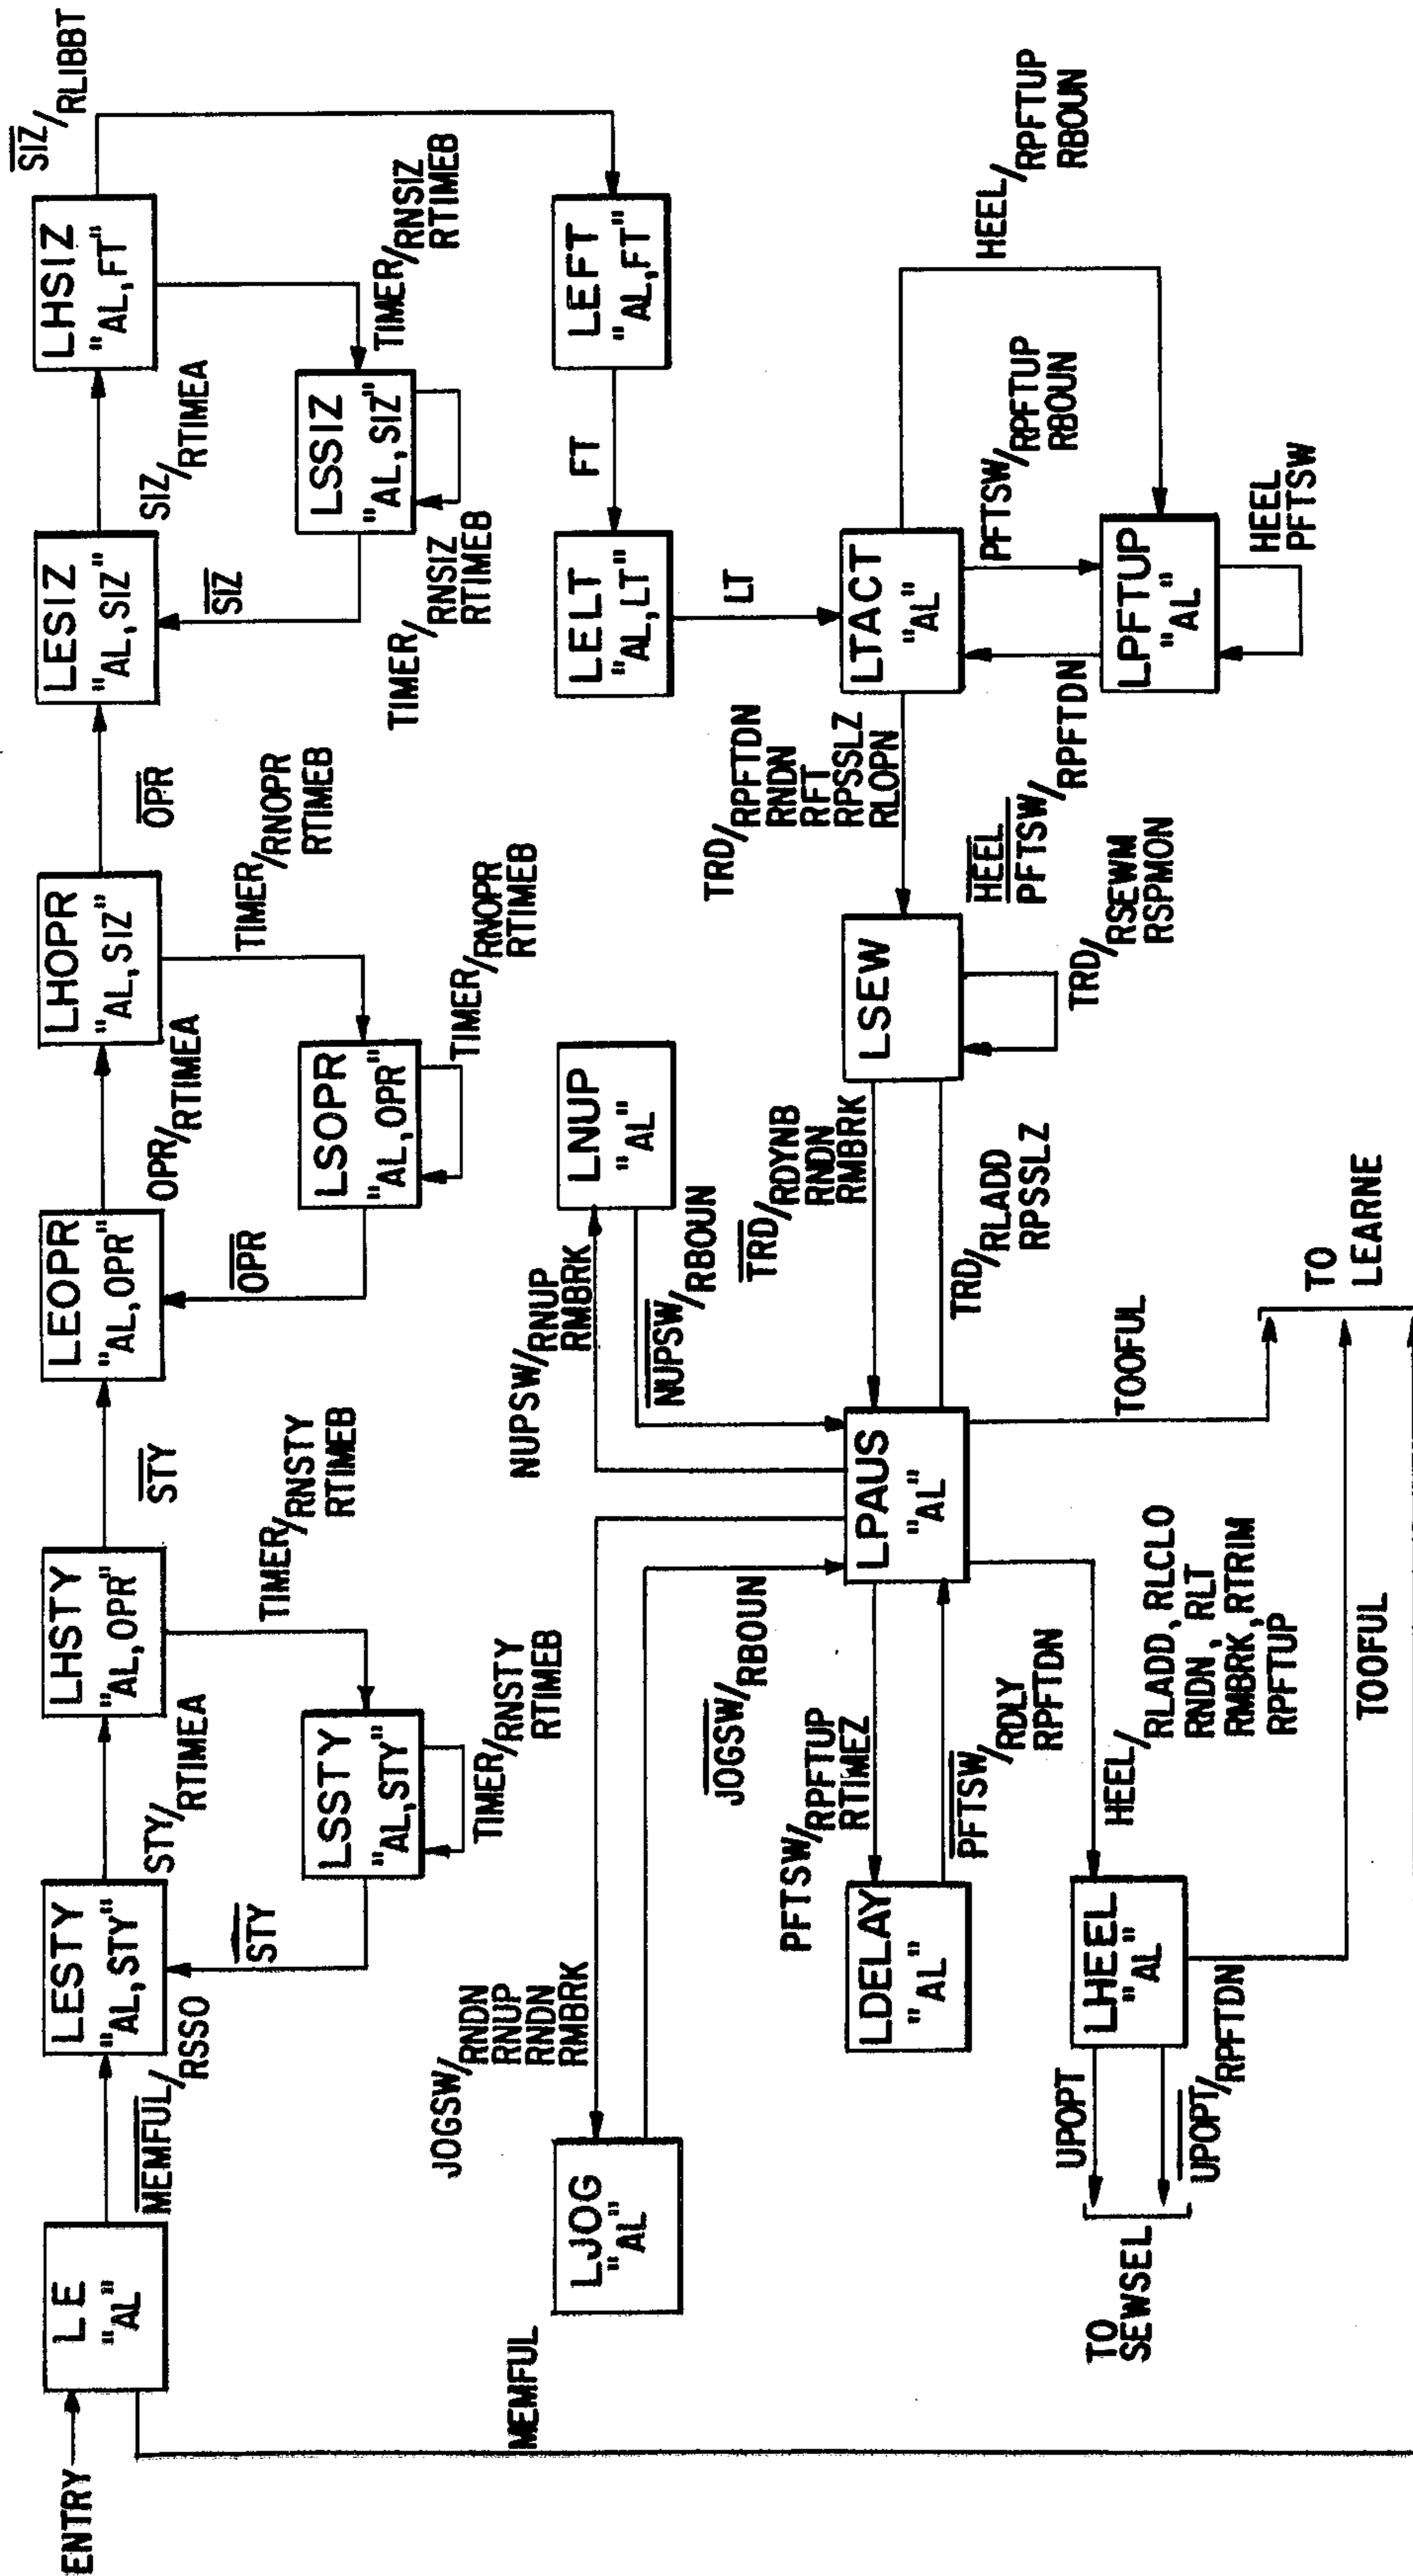 ENTRY
LE
"AL"
MEMFUL/RSSO
LESTY
"AL,STY"
STY/RTIMEA
LHSTY
"AL,OPR"
STY
LEOPR
"AL,OPR"
OPR/RTIMEA
LHOPR
"AL,SIZ"
OPR
LESIZ
"AL,SIZ"
SIZ/RTIMEA
LHSIZ
"AL,FT"
SIZ/RLIBBT
STY
LSSTY
"AL,STY"
TIMER/RNSTY
RTIMEB
TIMER/RNSTY
RTIMEB
OPR
LSOPR
"AL,OPR"
TIMER/RNOPR
RTIMEB
TIMER/RNOPR
RTIMEB
SIZ
LSSIZ
"AL,SIZ"
TIMER/RNSIZ
RTIMEB
TIMER/RNSIZ
RTIMEB
MEMFUL
JOGSW/RNDN
RNUP
RNDN
RMBRK
LJOG
"AL"
JOGSW/RBOUN
NUPSW/RNUP
RMBRK
LNUP
"AL"
NUPSW/RBOUN
LELT
"AL,LT"
FT
LEFT
"AL,FT"
LT
PFTSW/RPFTUP
RTIMEZ
LDELAY
"AL"
PFTSW/RDLY
RPFTDN
LPAUS
"AL"
TRD/RDYNB
RNDN
RMBRK
TRD/RLADD
RPSSLZ
LSEW
TRD/RSEWM
RSPMON
TRD/RPFTDN
RNDN
RFT
RPSSLZ
RLOPN
LTACT
"AL"
HEEL/RPFTUP
RBOUN
PFTSW/RPFTUP
RBOUN
HEEL
PFTSW/RPFTDN
LPFTUP
"AL"
HEEL
PFTSW
TO
SEWSEL
UPOPT
UPOPT/RPFTDN
LHEEL
"AL"
HEEL/RLADD, RLCLO
RNDN, RLT
RMBRK, RTRIM
RPFTUP
TOOFUL
TOOFUL
TO
LEARNE